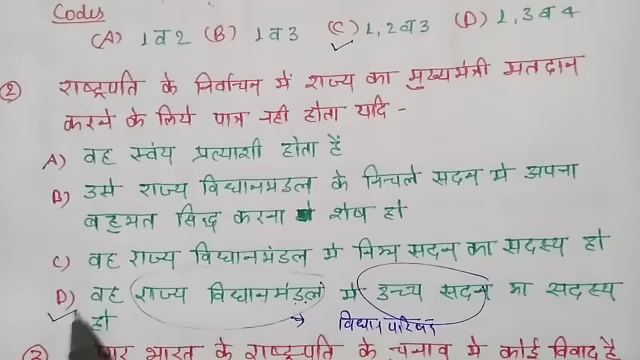 Codes
(A) 1 व 2 (B) 1 व 3 (C) 1, 2 व 3 (D) 1, 3 व 4
② राष्ट्रपति के निर्वाचन में राज्य का मुख्यमंत्री मतदान
करने के लिये पात्र नही होता यदि -
A) वह स्वंय प्रत्याशी होता है
B) उसे राज्य विधानमंडल के निचले सदन मे अपना
बहुमत सिद्ध करना शेष हो
C) वह राज्य विधानमंडल में निम्न सदन का सदस्य हो
D) वह राज्य विधानमंडल में उच्च सदन का सदस्य
हो → विधान परिषद
③ भारत के राष्ट्रपति के चुनाव मे कोई विवाद है